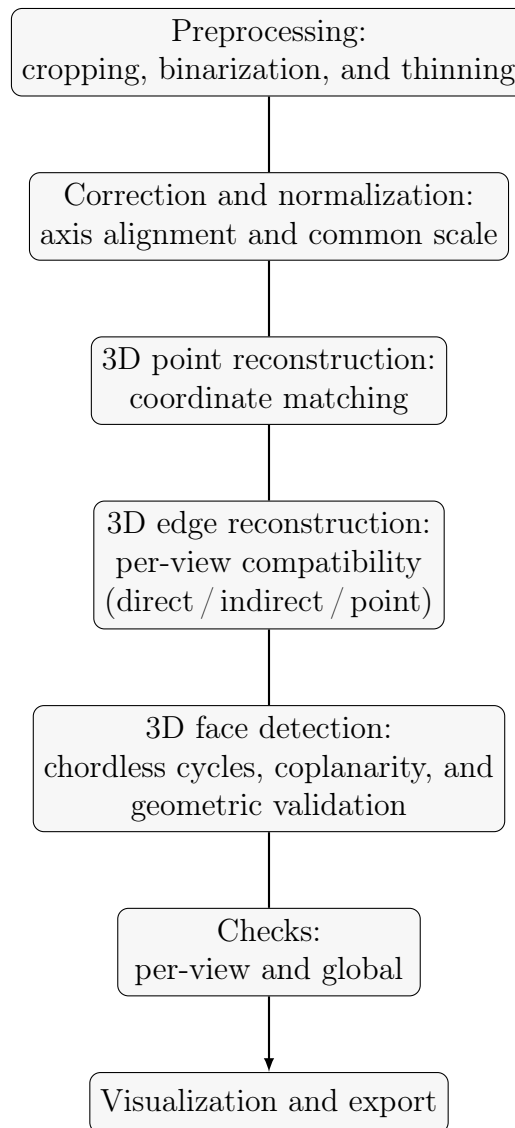 Preprocessing:
cropping, binarization, and thinning
Correction and normalization:
axis alignment and common scale
3D point reconstruction:
coordinate matching
3D edge reconstruction:
per-view compatibility
(direct / indirect / point)
3D face detection:
chordless cycles, coplanarity, and
geometric validation
Checks:
per-view and global
Visualization and export